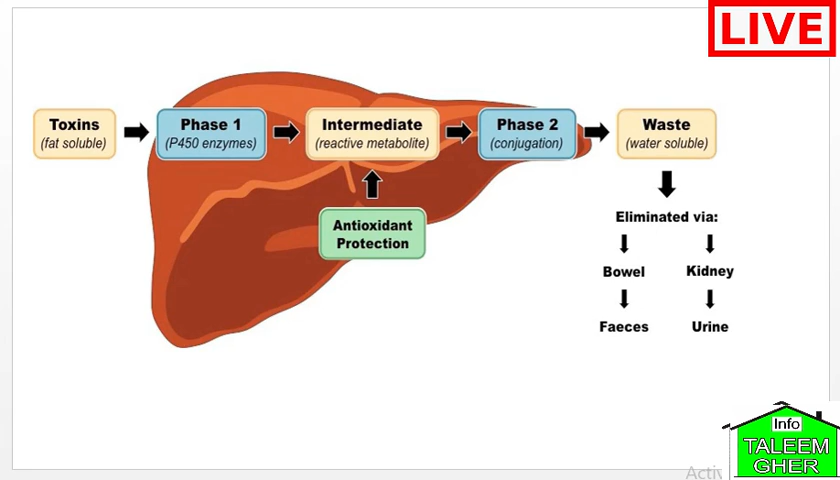 LIVE
Toxins
(fat soluble)
Phase 1
(P450 enzymes)
Intermediate
(reactive metabolite)
Phase 2
(conjugation)
Waste
(water soluble)
Antioxidant
Protection
Eliminated via:
Bowel
Kidney
Faeces
Urine
Info
TALEEM
GHER
Activ